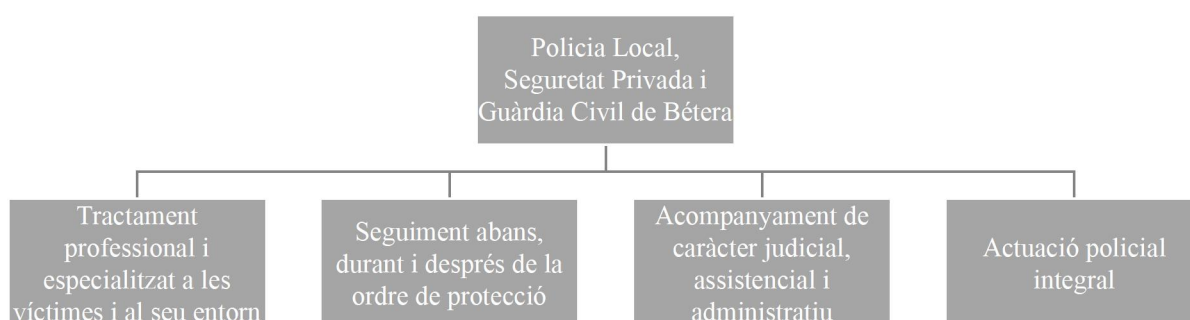 Policia Local,
Seguretat Privada i
Guàrdia Civil de Bétera
Tractament
professional i
especialitzat a les
víctimes i al seu entorn
Seguiment abans,
durant i després de la
ordre de protecció
Acompanyament de
caràcter judicial,
assistencial i
administratiu
Actuació policial
integral